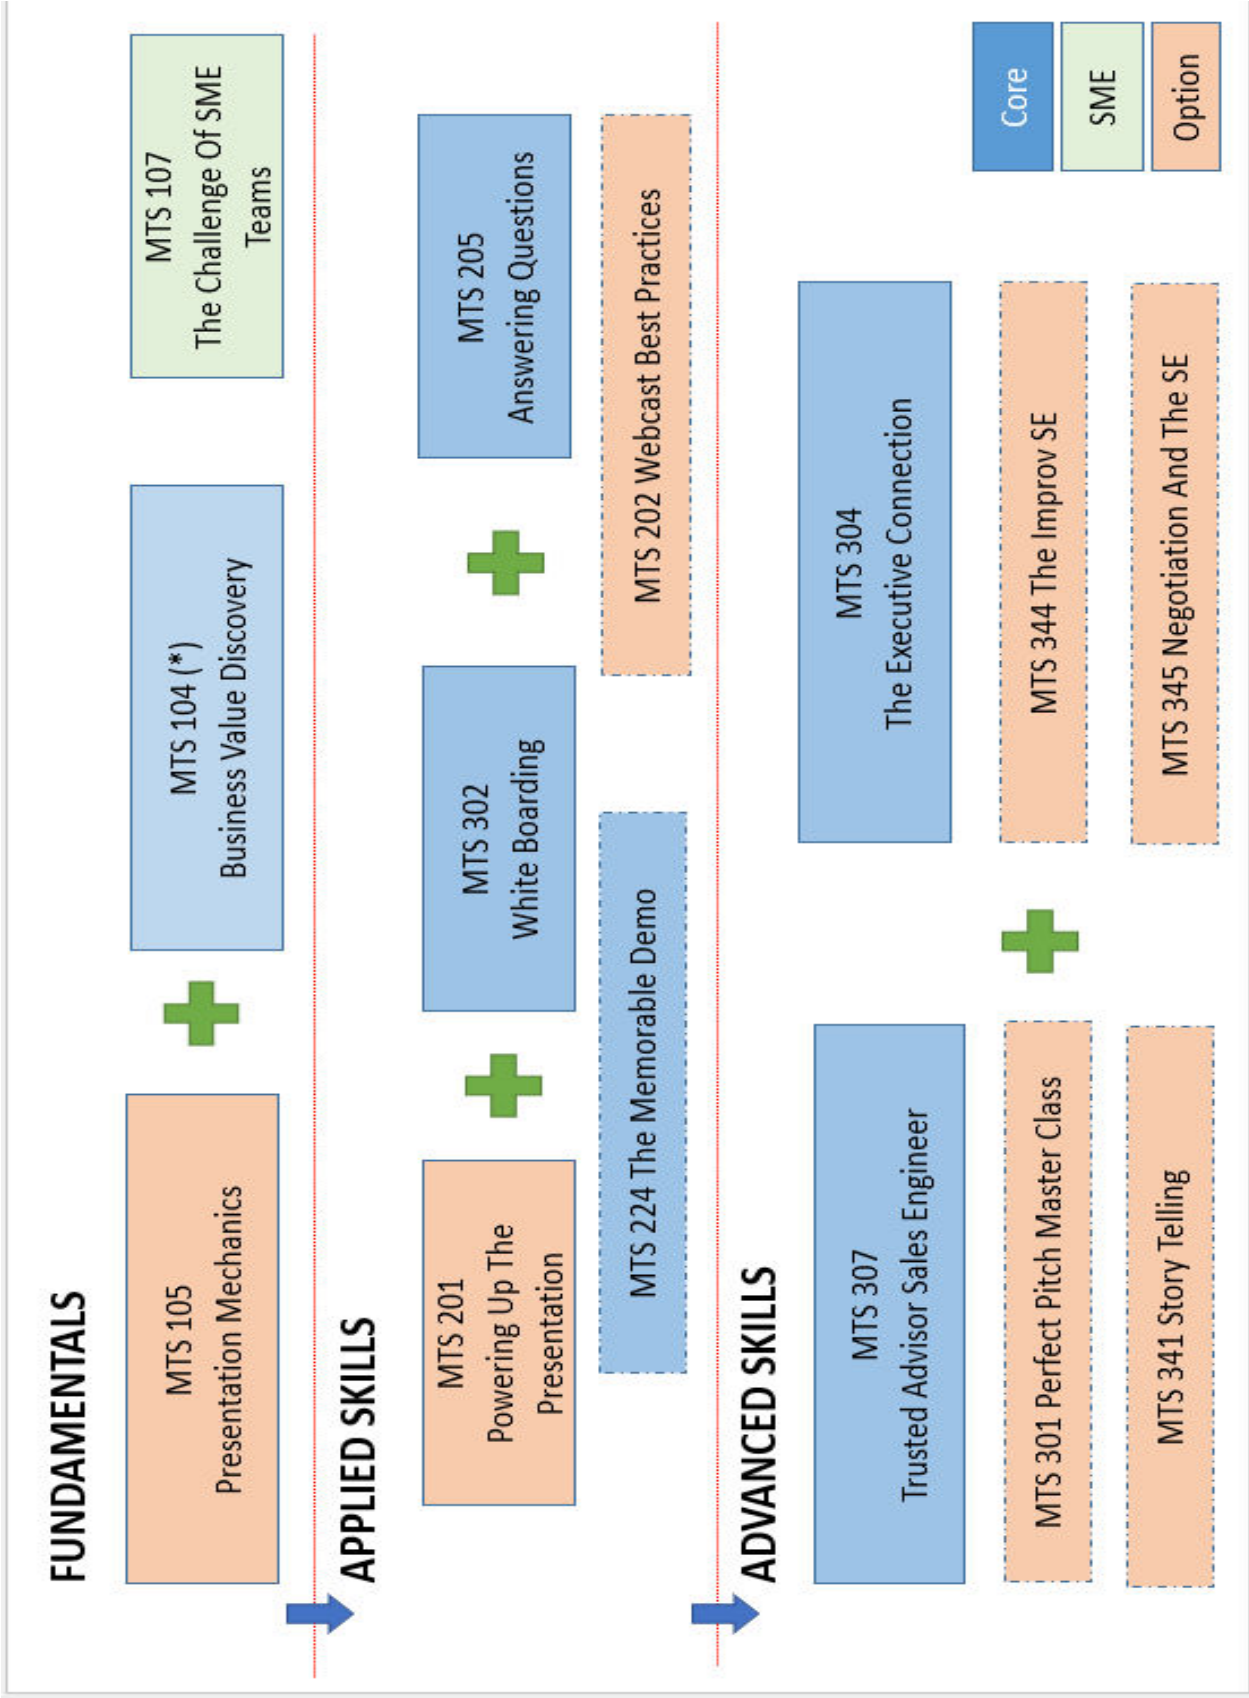 FUNDAMENTALS
MTS 105
Presentation Mechanics
MTS 104 (*)
Business Value Discovery
MTS 107
The Challenge Of SME
Teams
APPLIED SKILLS
MTS 201
Powering Up The
Presentation
MTS 302
White Boarding
MTS 205
Answering Questions
MTS 224 The Memorable Demo
MTS 202 Webcast Best Practices
ADVANCED SKILLS
MTS 307
Trusted Advisor Sales Engineer
MTS 304
The Executive Connection
MTS 301 Perfect Pitch Master Class
MTS 344 The Improv SE
MTS 341 Story Telling
MTS 345 Negotiation And The SE
Core
SME
Option